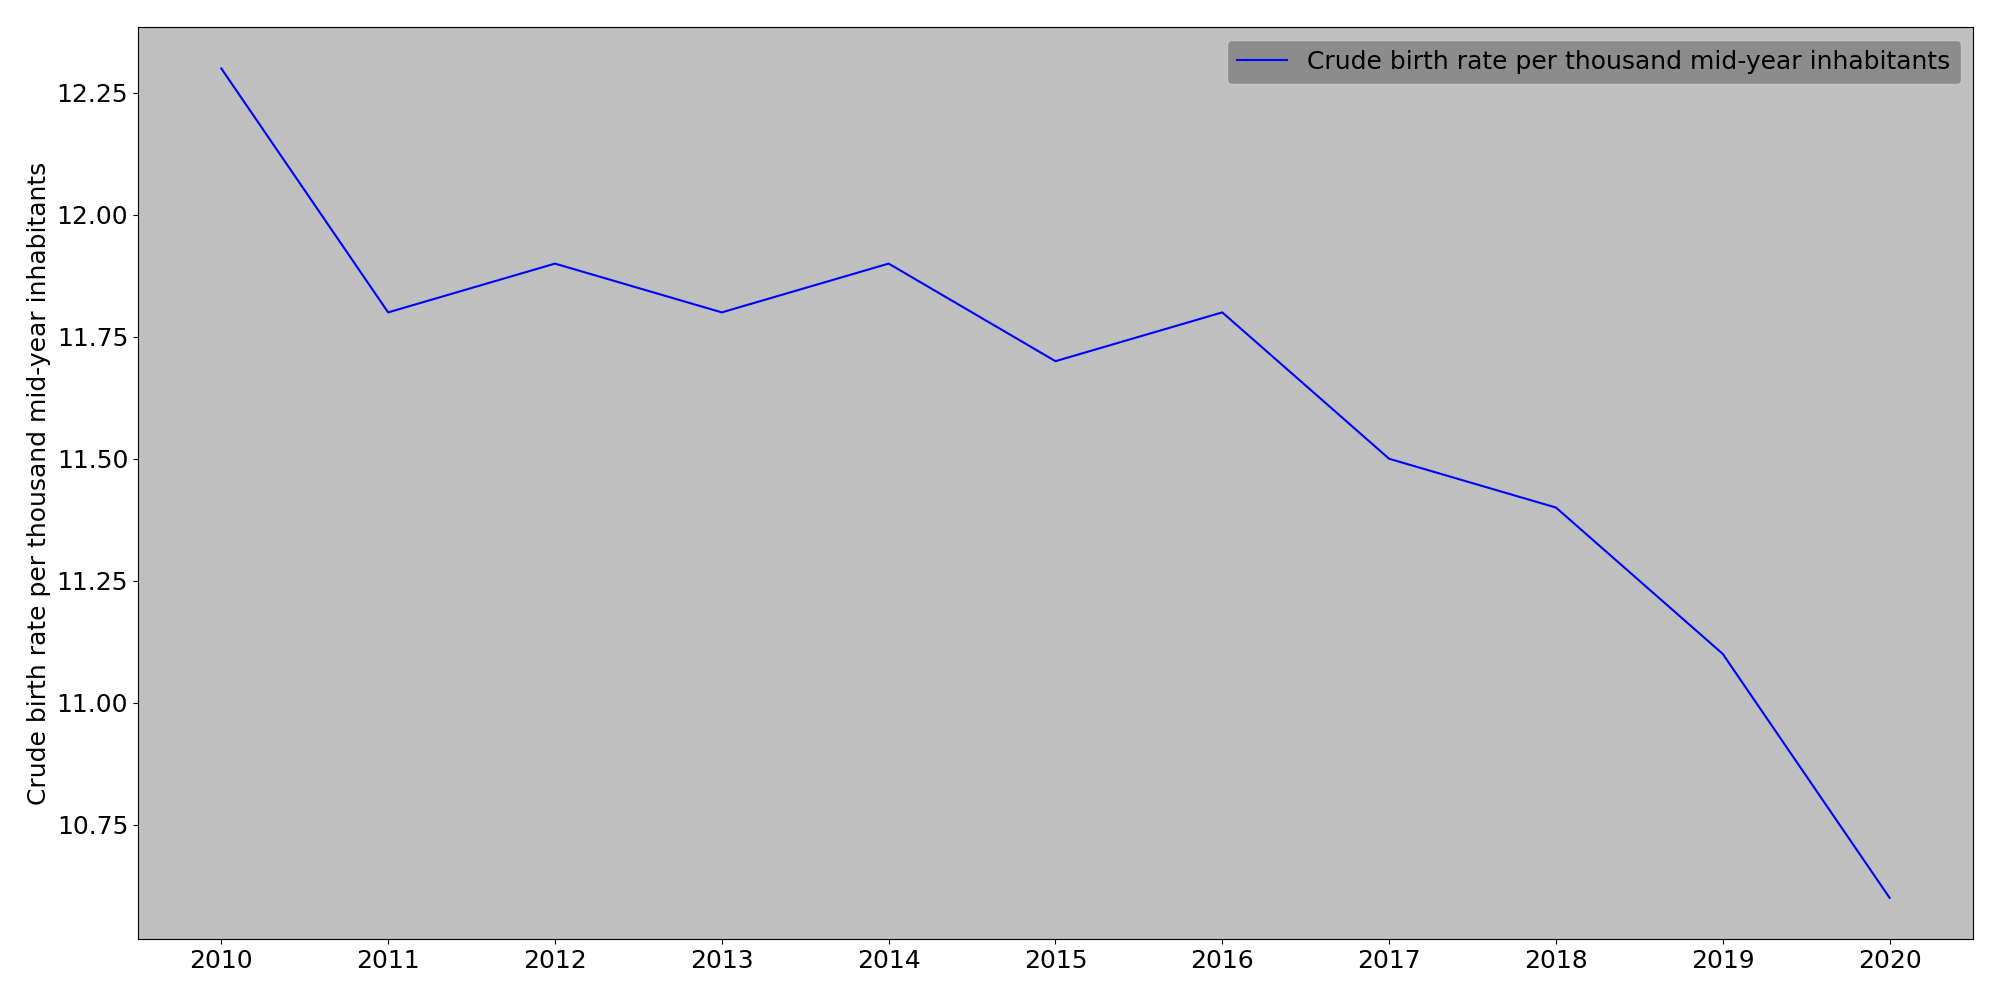 Crude birth rate per thousand mid-year inhabitants
Crude birth rate per thousand mid-year inhabitants
12.25
12.00
11.75
11.50
11.25
11.00
10.75
2010 2011 2012 2013 2014 2015 2016 2017 2018 2019 2020